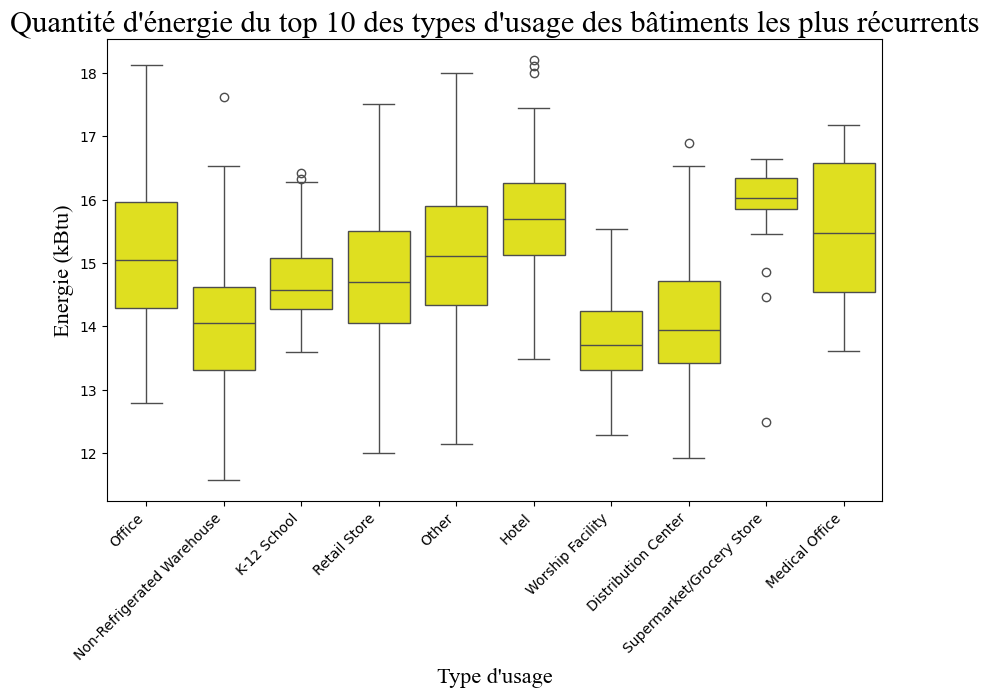 Quantité d'énergie du top 10 des types d'usage des bâtiments les plus récurrents
Energie (kBtu)
18
17
16
15
14
13
12
Office
Non-Refrigerated Warehouse
K-12 School
Retail Store
Other
Hotel
Worship Facility
Distribution Center
Supermarket/Grocery Store
Medical Office
Type d'usage